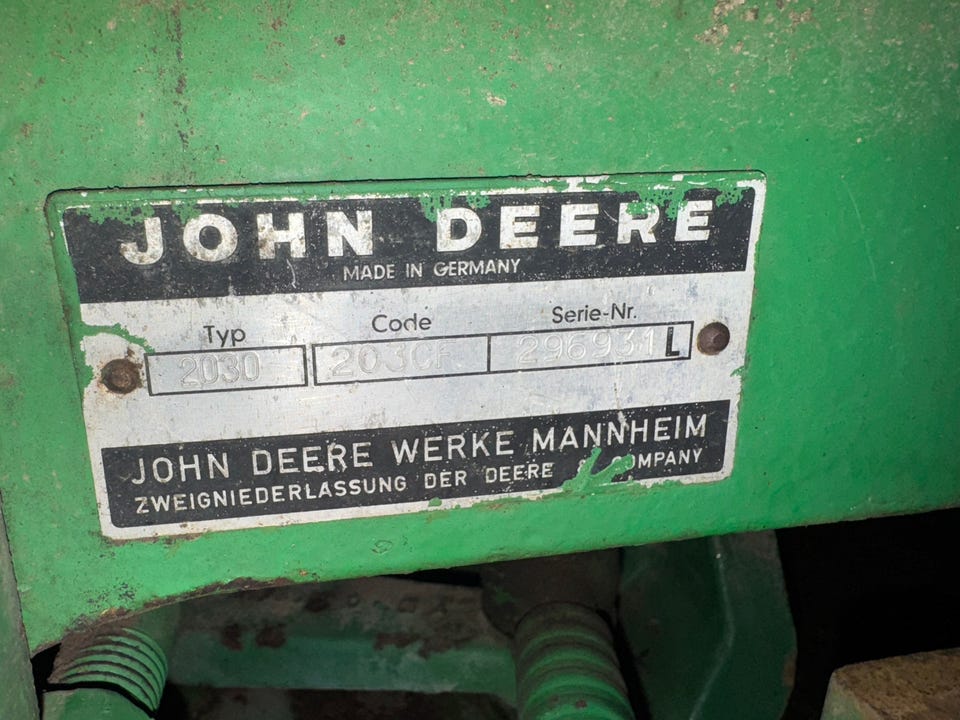 JOHN DEERE
MADE IN GERMANY
Typ Code Serie-Nr.
2030 296931 L
JOHN DEERE WERKE MANNHEIM
ZWEIGNIEDERLASSUNG DER DEERE & COMPANY